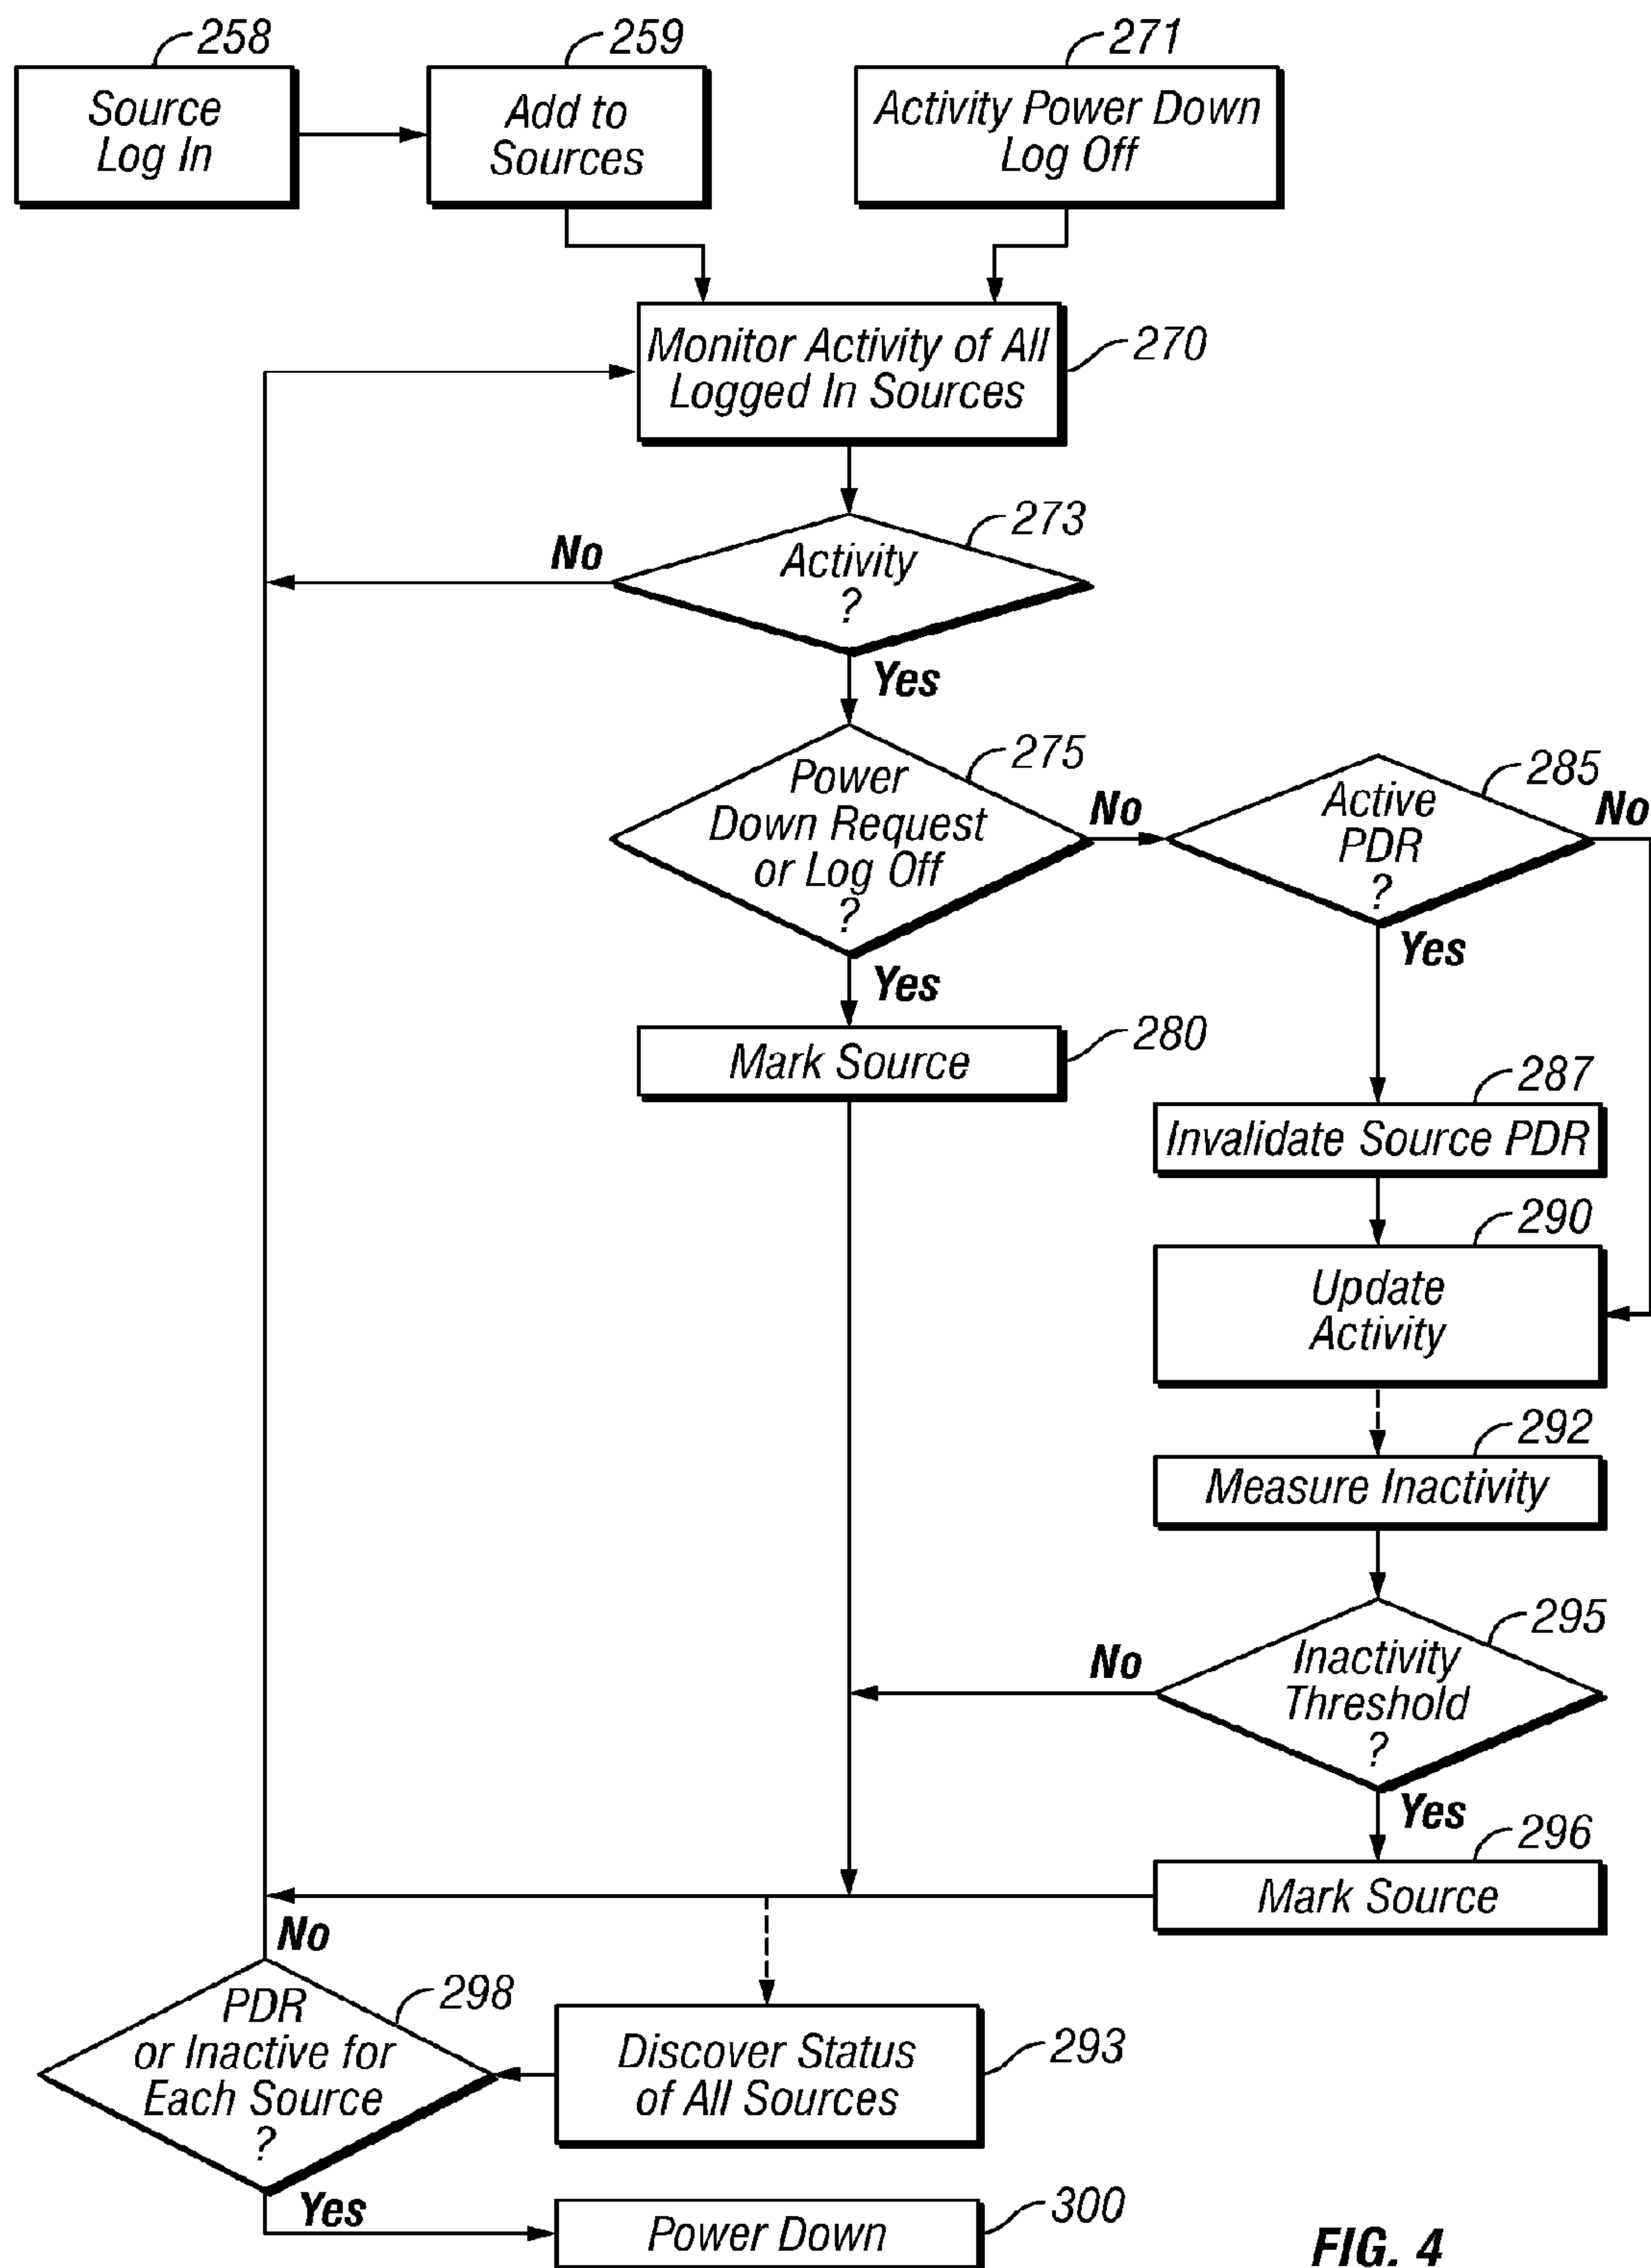 258
259
271
Source
Log In
Add to
Sources
Activity Power Down
Log Off
Monitor Activity of All
Logged In Sources
270
273
No
Activity
?
Yes
275
Power
Down Request
or Log Off
?
No
285
Active
PDR
?
No
Yes
Yes
Mark Source
280
287
Invalidate Source PDR
290
Update
Activity
292
Measure Inactivity
295
No
Inactivity
Threshold
?
Yes
296
Mark Source
No
298
PDR
or Inactive for
Each Source
?
Discover Status
of All Sources
293
Yes
Power Down
300
FIG. 4